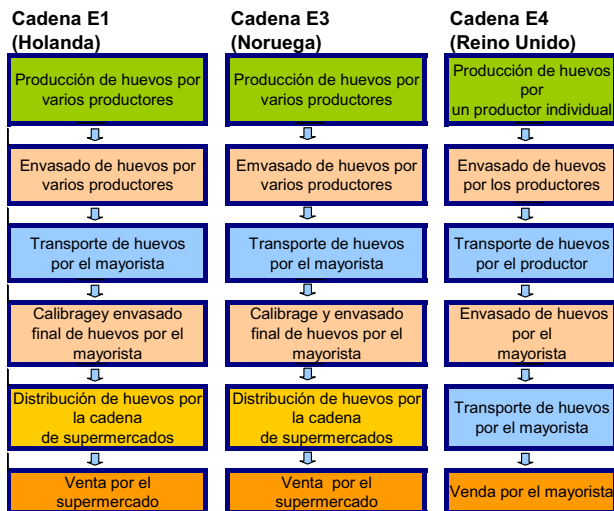 Cadena E1
(Holanda)
Producción de huevos por
varios productores
Envasado de huevos por
varios productores
Transporte de huevos
por el mayorista
Calibragey envasado
final de huevos por el
mayorista
Distribución de huevos por
la cadena
de supermercados
Venta por el
supermercado
Cadena E3
(Noruega)
Producción de huevos por
varios productores
Emvasado de huevos por
varios productores
Transporte de huevos
por el mayorista
Calibrage y envasado
final de huevos por el
mayorista
Distribución de huevos por
la cadena
de supermercados
Venta por el
supermercado
Cadena E4
(Reino Unido)
Producción de huevos
por
un productor individual
Envasado de huevos
por los productores
Transporte de huevos
por el productor
Envasado de huevos
por el
mayorista
Transporte de huevos
por el mayorista
Venda por el mayorista